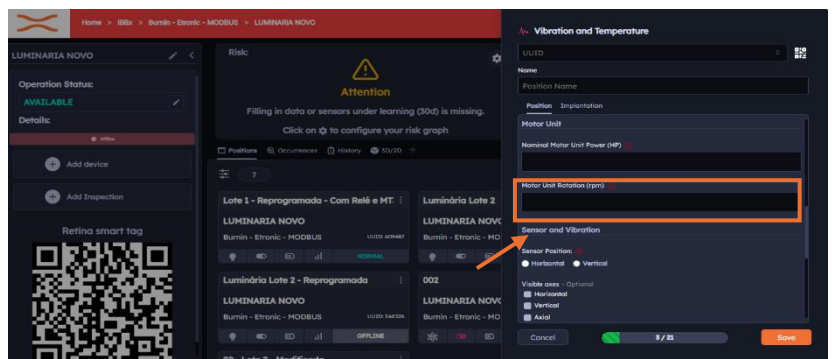 Home > IBBx > Burnin - Etronic - MODBUS > LUMINARIA NOVO
LUMINARIA NOVO
Operation Status:
AVAILABLE
Details:
Offline
Add device
Add Inspection
Retina smart tag
Risk:
Attention
Filling in data or sensors under learning (30d) is missing.
Click on to configure your risk graph
Positions
Occurrences
History
3D/2D
7
Lote 1 - Reprogramada - Com Relé e MT.
LUMINARIA NOVO
Burnin - Etronic - MODBUS
NORMAL
Luminária Lote 2
LUMINARIA NOVO
Burnin - Etronic - MO
Luminária Lote 2 - Reprogramada
LUMINARIA NOVO
Burnin - Etronic - MODBUS
OFFLINE
002
LUMINARIA NOVO
Burnin - Etronic - MO
Vibration and Temperature
UUID
Name
Position Name
Position Implantation
Motor Unit
Nominal Motor Unit Power (HP)
Motor Unit Rotation (rpm)
Sensor and Vibration
Sensor Position:
Horizontal Vertical
Visible axes - Optional
Horizontal
Vertical
Axial
Cancel
3 / 21
Save